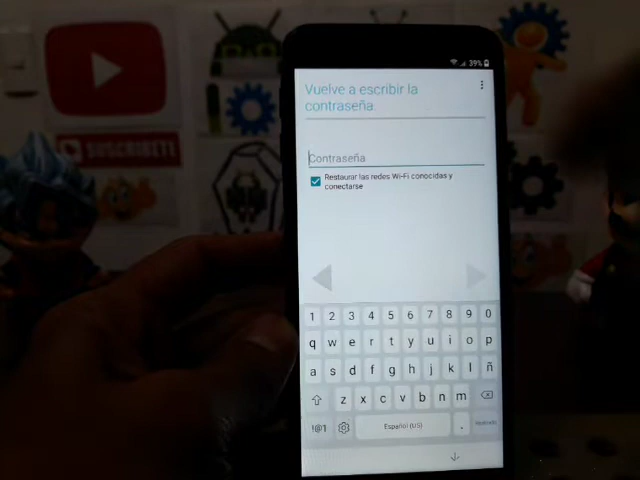 39%
Vuelve a escribir la
contraseña.
SUSCRIBETE
Contraseña
Restaurar las redes Wi-Fi conocidas y
conectarse
1 2 3 4 5 6 7 8 9 0
q w e r t y u i o p
a s d f g h j k l ñ
z x c v b n m
!@1 Español (US) .